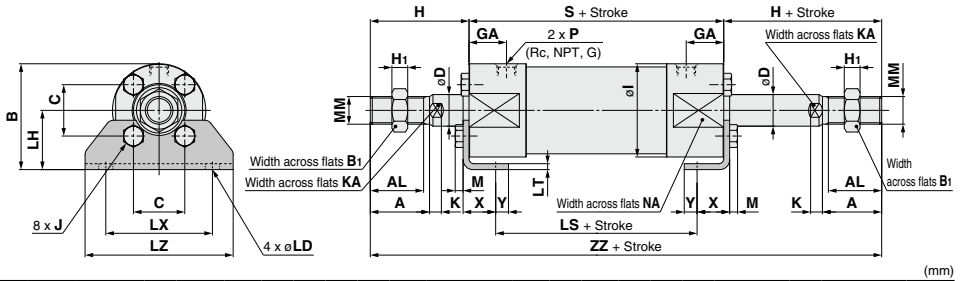 H
S + Stroke
H + Stroke
GA
2 x P
(Rc, NPT, G)
GA
Width across flats KA
H1
øD
øI
øD
H1
MM
MM
B
C
LH
Width across flats B1
Width across flats KA
Width across flats B1
AL
M
LT
Width across flats NA
AL
A
K
X
Y
Y
X
M
K
A
C
8 x J
LX
LS + Stroke
LZ
4 x øLD
ZZ + Stroke
(mm)